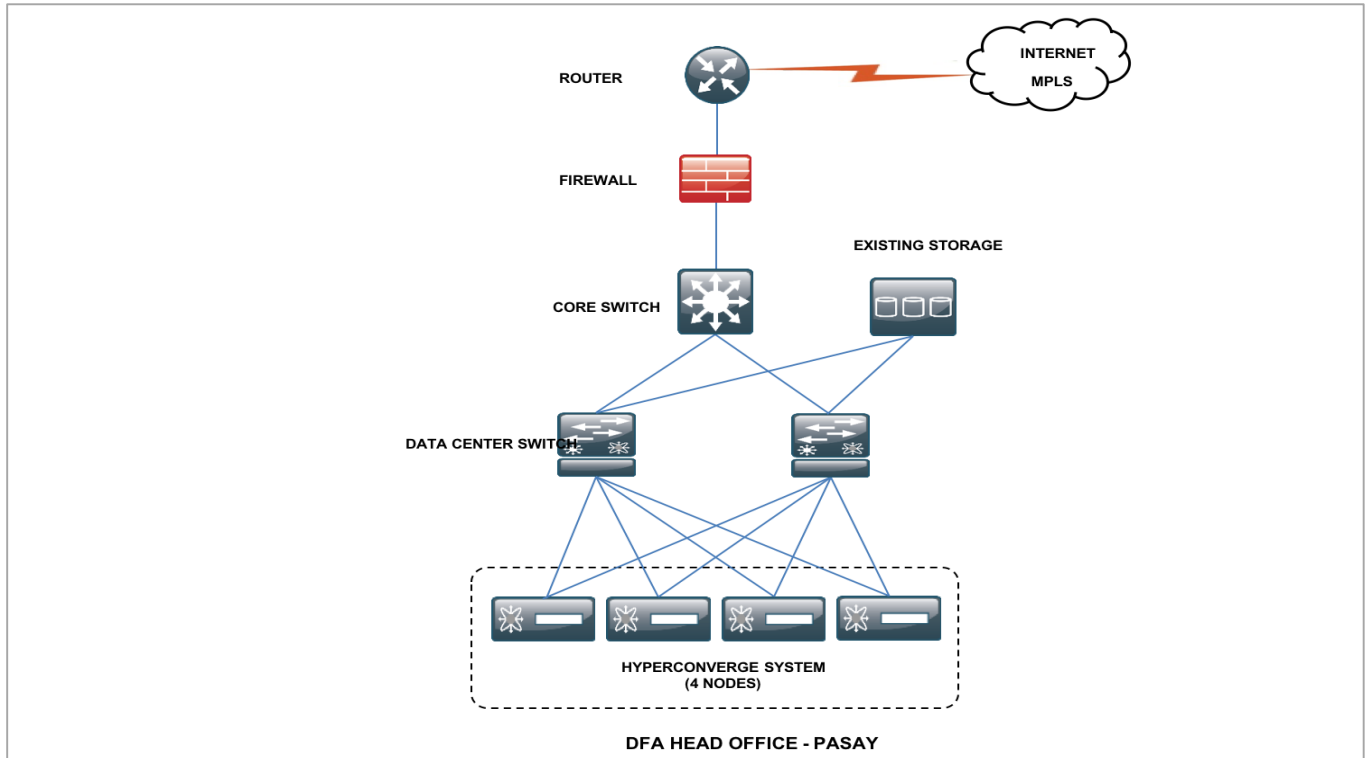 INTERNET
MPLS
ROUTER
FIREWALL
EXISTING STORAGE
CORE SWITCH
DATA CENTER SWITCH
HYPERCONVERGE SYSTEM
(4 NODES)
DFA HEAD OFFICE - PASAY